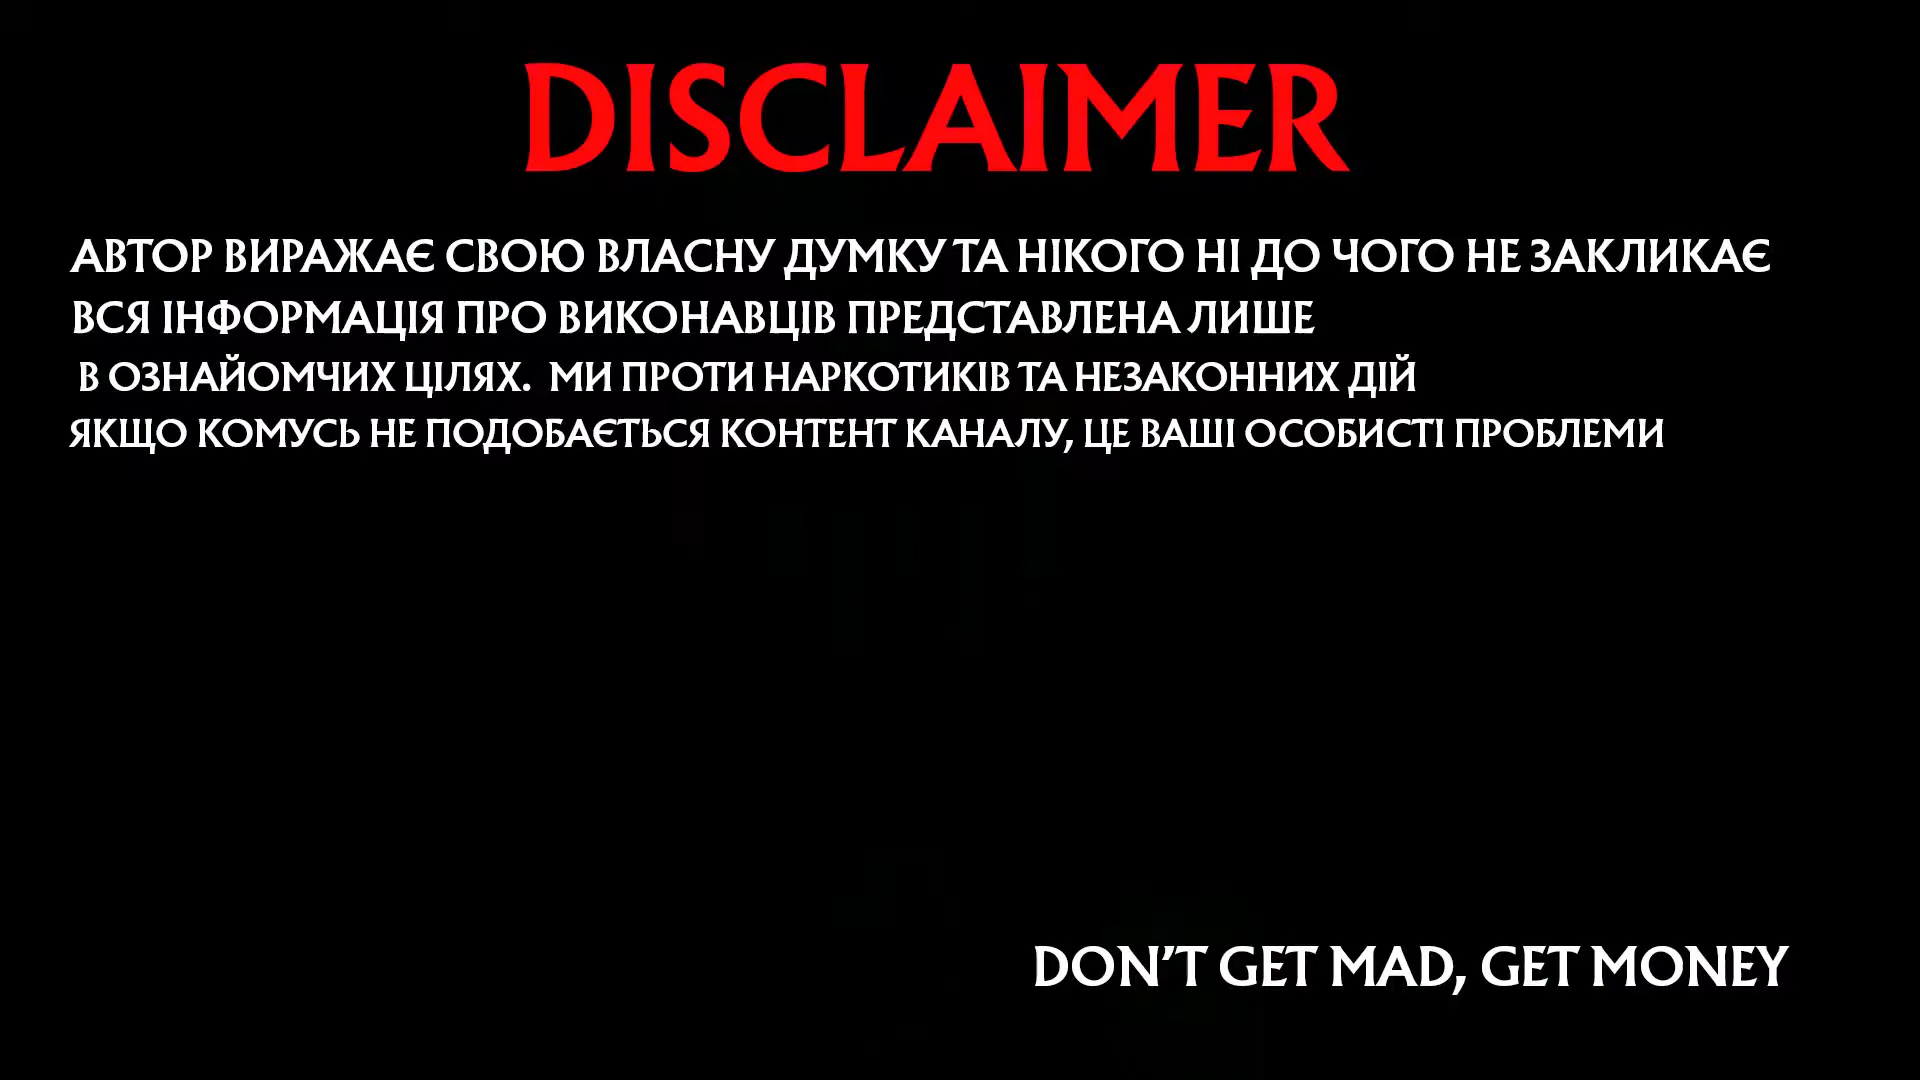 DISCLAIMER
АВТОР ВИРАЖАЄ СВОЮ ВЛАСНУ ДУМКУ ТА НІКОГО НІ ДО ЧОГО НЕ ЗАКЛИКАЄ
ВСЯ ІНФОРМАЦІЯ ПРО ВИКОНАВЦІВ ПРЕДСТАВЛЕНА ЛИШЕ
В ОЗНАЙОМЧИХ ЦІЛЯХ. МИ ПРОТИ НАРКОТИКІВ ТА НЕЗАКОННИХ ДІЙ
ЯКЩО КОМУСЬ НЕ ПОДОБАЄТЬСЯ КОНТЕНТ КАНАЛУ, ЦЕ ВАШІ ОСОБИСТІ ПРОБЛЕМИ
DON'T GET MAD, GET MONEY